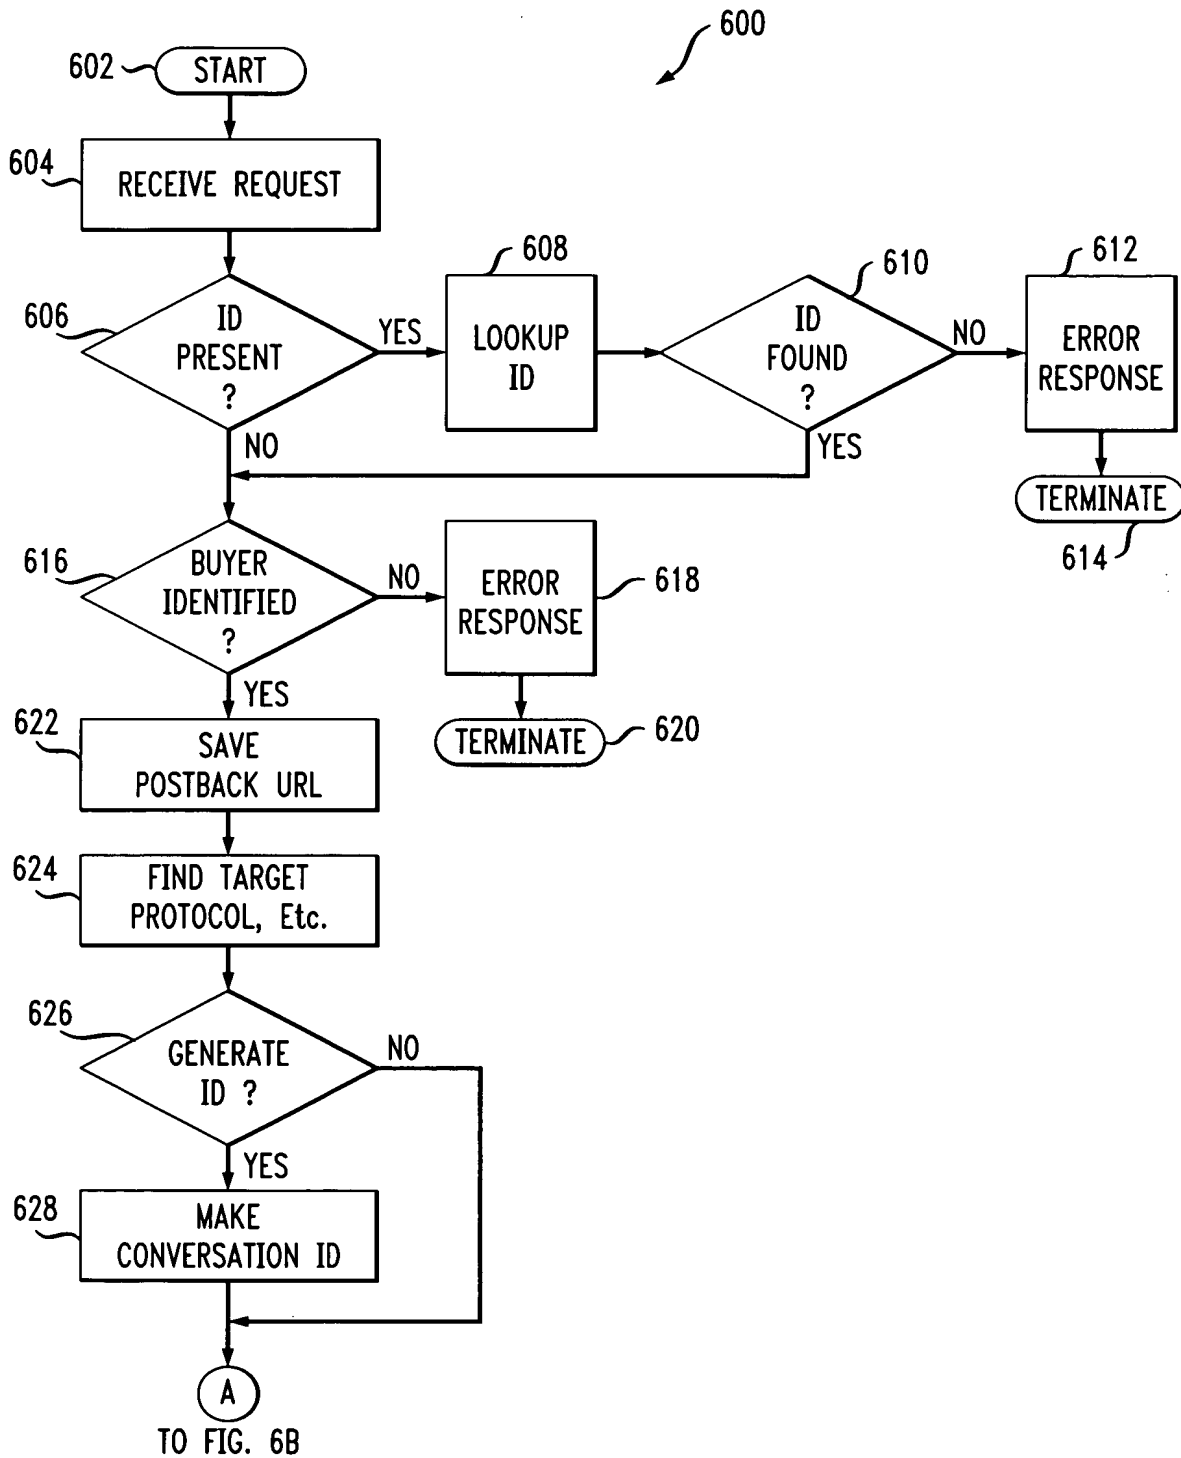 600
602
START
604
RECEIVE REQUEST
606
ID
PRESENT
?
YES
NO
608
LOOKUP
ID
610
ID
FOUND
?
NO
YES
612
ERROR
RESPONSE
TERMINATE
614
616
BUYER
IDENTIFIED
?
NO
YES
ERROR
RESPONSE
618
TERMINATE
620
622
SAVE
POSTBACK URL
624
FIND TARGET
PROTOCOL, Etc.
626
GENERATE
ID ?
NO
YES
628
MAKE
CONVERSATION ID
A
TO FIG. 6B